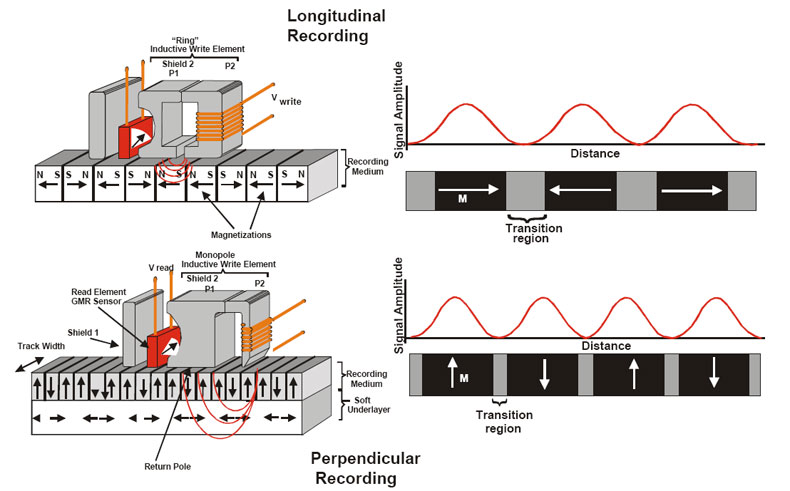 Longitudinal
Recording
“Ring”
Inductive Write Element
Shield 2
P1
P2
V write
Recording
Medium
N S S N N S S N N S N S S N N S S N
Magnetizations
Signal Amplitude
Distance
M
Transition
region
Monopole
Inductive Write Element
V read
Shield 2
P1
P2
Read Element
GMR Sensor
Shield 1
Track Width
Recording
Medium
Soft
Underlayer
Return Pole
Signal Amplitude
Distance
M
Transition
region
Perpendicular
Recording